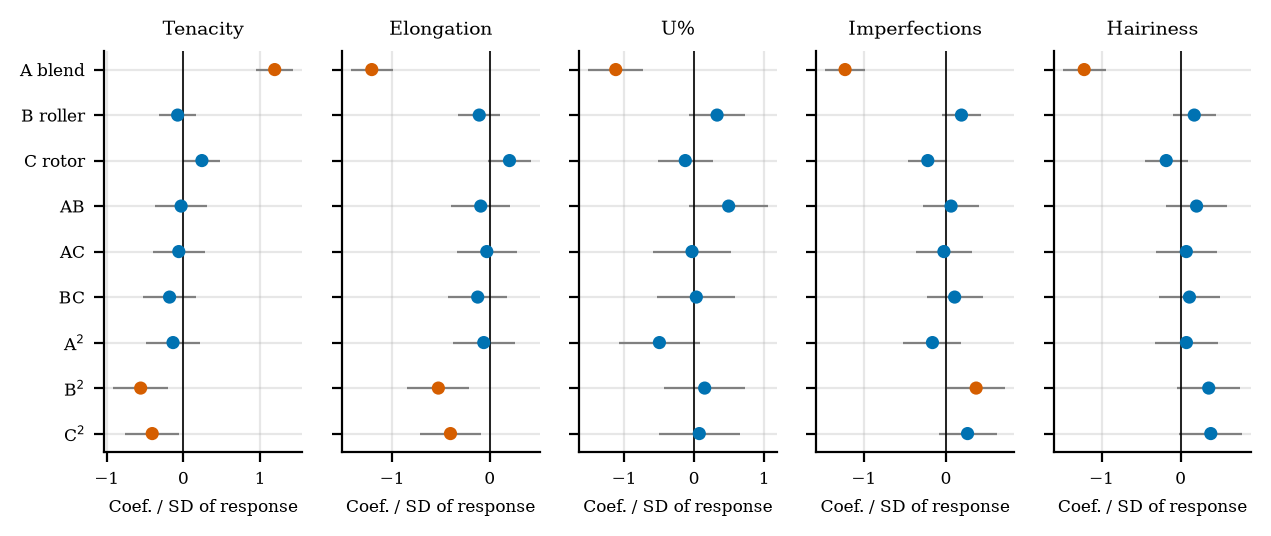 Tenacity Elongation U% Imperfections Hairiness
A blend
B roller
C rotor
AB
AC
BC
A²
B²
C²
−1 0 1 −1 0 −1 0 1 −1 0 −1 0
Coef. / SD of response Coef. / SD of response Coef. / SD of response Coef. / SD of response Coef. / SD of response